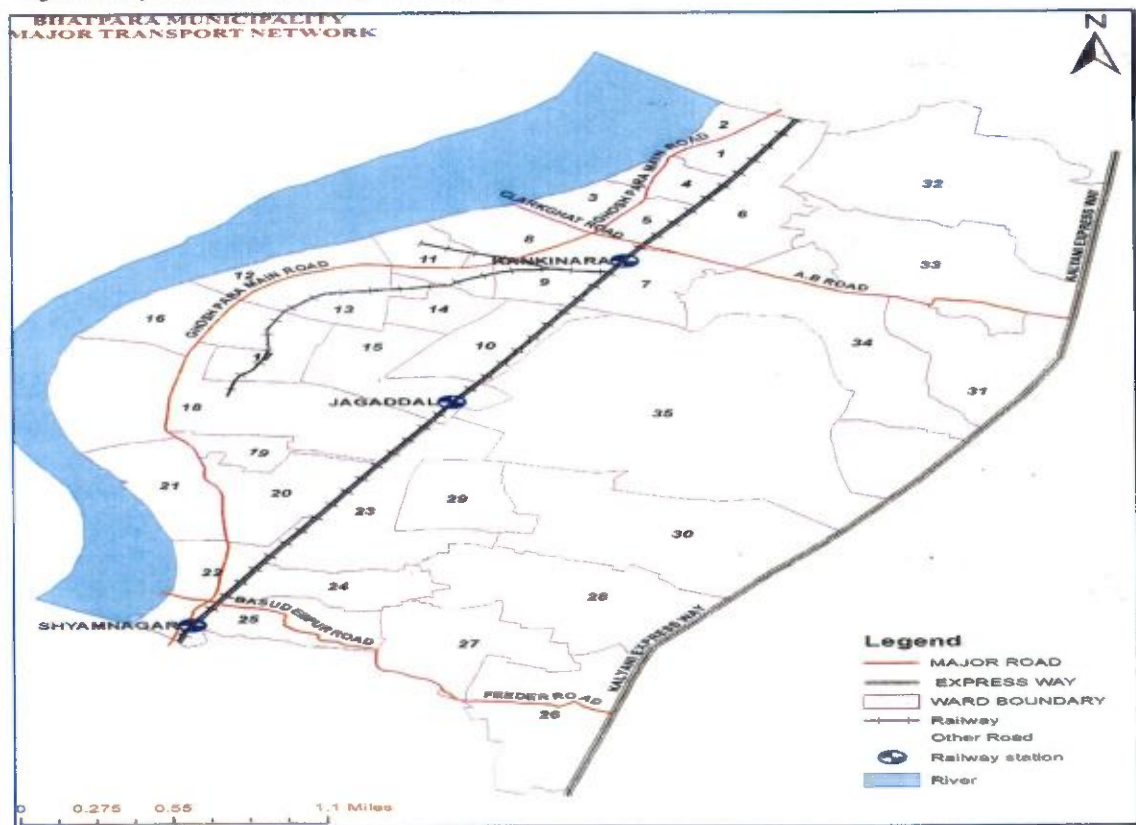 BHATPARA MUNICIPALITY
MAJOR TRANSPORT NETWORK
N
2
1
32
3
4
GHOSH PARA MAIN ROAD
CLARKGHAT ROAD
5
6
KALYANI EXPRESS WAY
8
33
11
KANKINARA
12
GHOSH PARA MAIN ROAD
9
7
A.B ROAD
16
13
14
34
17
15
10
31
JAGADDAL
18
35
19
21
20
29
23
30
22
24
28
BASUDEBPUR ROAD
SHYAMNAGAR
25
27
KALYANI EXPRESS WAY
FEEDER ROAD
26
Legend
MAJOR ROAD
EXPRESS WAY
WARD BOUNDARY
Railway
Other Road
Railway station
River
0 0.275 0.55 1.1 Miles